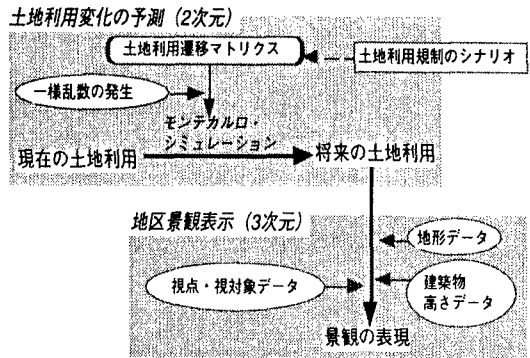 土地利用変化の予測（2次元）
土地利用遷移マトリクス
土地利用規制のシナリオ
一様乱数の発生
モンテカルロ・
シミュレーション
現在の土地利用
将来の土地利用
地区景観表示（3次元）
地形データ
視点・視対象データ
建築物
高さデータ
景観の表現